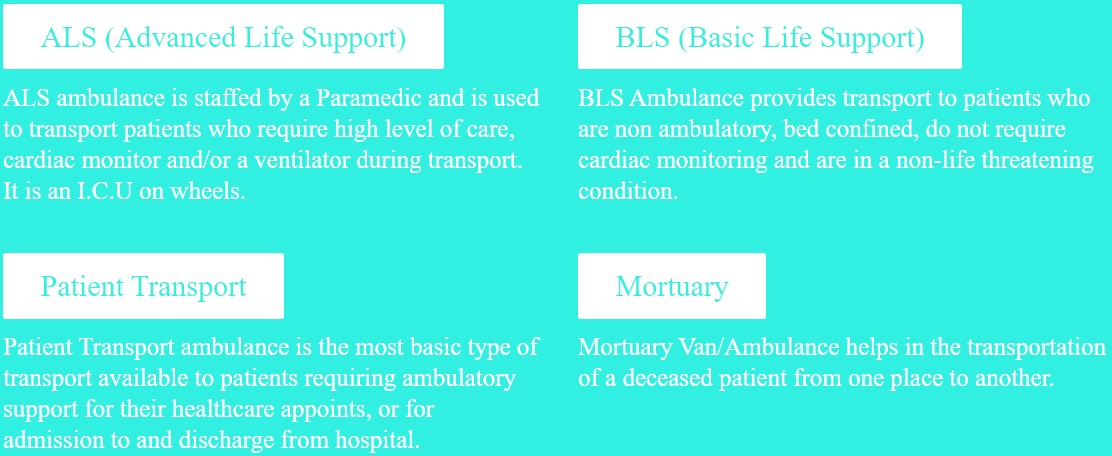 ALS (Advanced Life Support)
ALS ambulance is staffed by a Paramedic and is used
to transport patients who require high level of care,
cardiac monitor and/or a ventilator during transport.
It is an I.C.U on wheels.
BLS (Basic Life Support)
BLS Ambulance provides transport to patients who
are non ambulatory, bed confined, do not require
cardiac monitoring and are in a non-life threatening
condition.
Patient Transport
Patient Transport ambulance is the most basic type of
transport available to patients requiring ambulatory
support for their healthcare appoints, or for
admission to and discharge from hospital.
Mortuary
Mortuary Van/Ambulance helps in the transportation
of a deceased patient from one place to another.